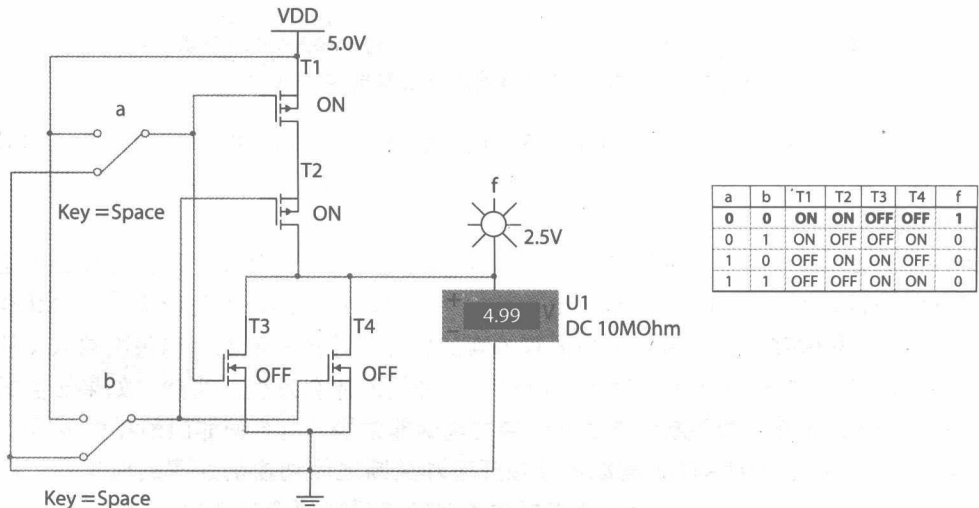 VDD
5.0V
T1
ON
a
T2
Key =Space
ON
f
2.5V
+
4.99
V
U1
DC 10MOhm
T3
T4
OFF
OFF
b
Key =Space
a b T1 T2 T3 T4 f
0 0 ON ON OFF OFF 1
0 1 ON OFF OFF ON 0
1 0 OFF ON ON OFF 0
1 1 OFF OFF ON ON 0